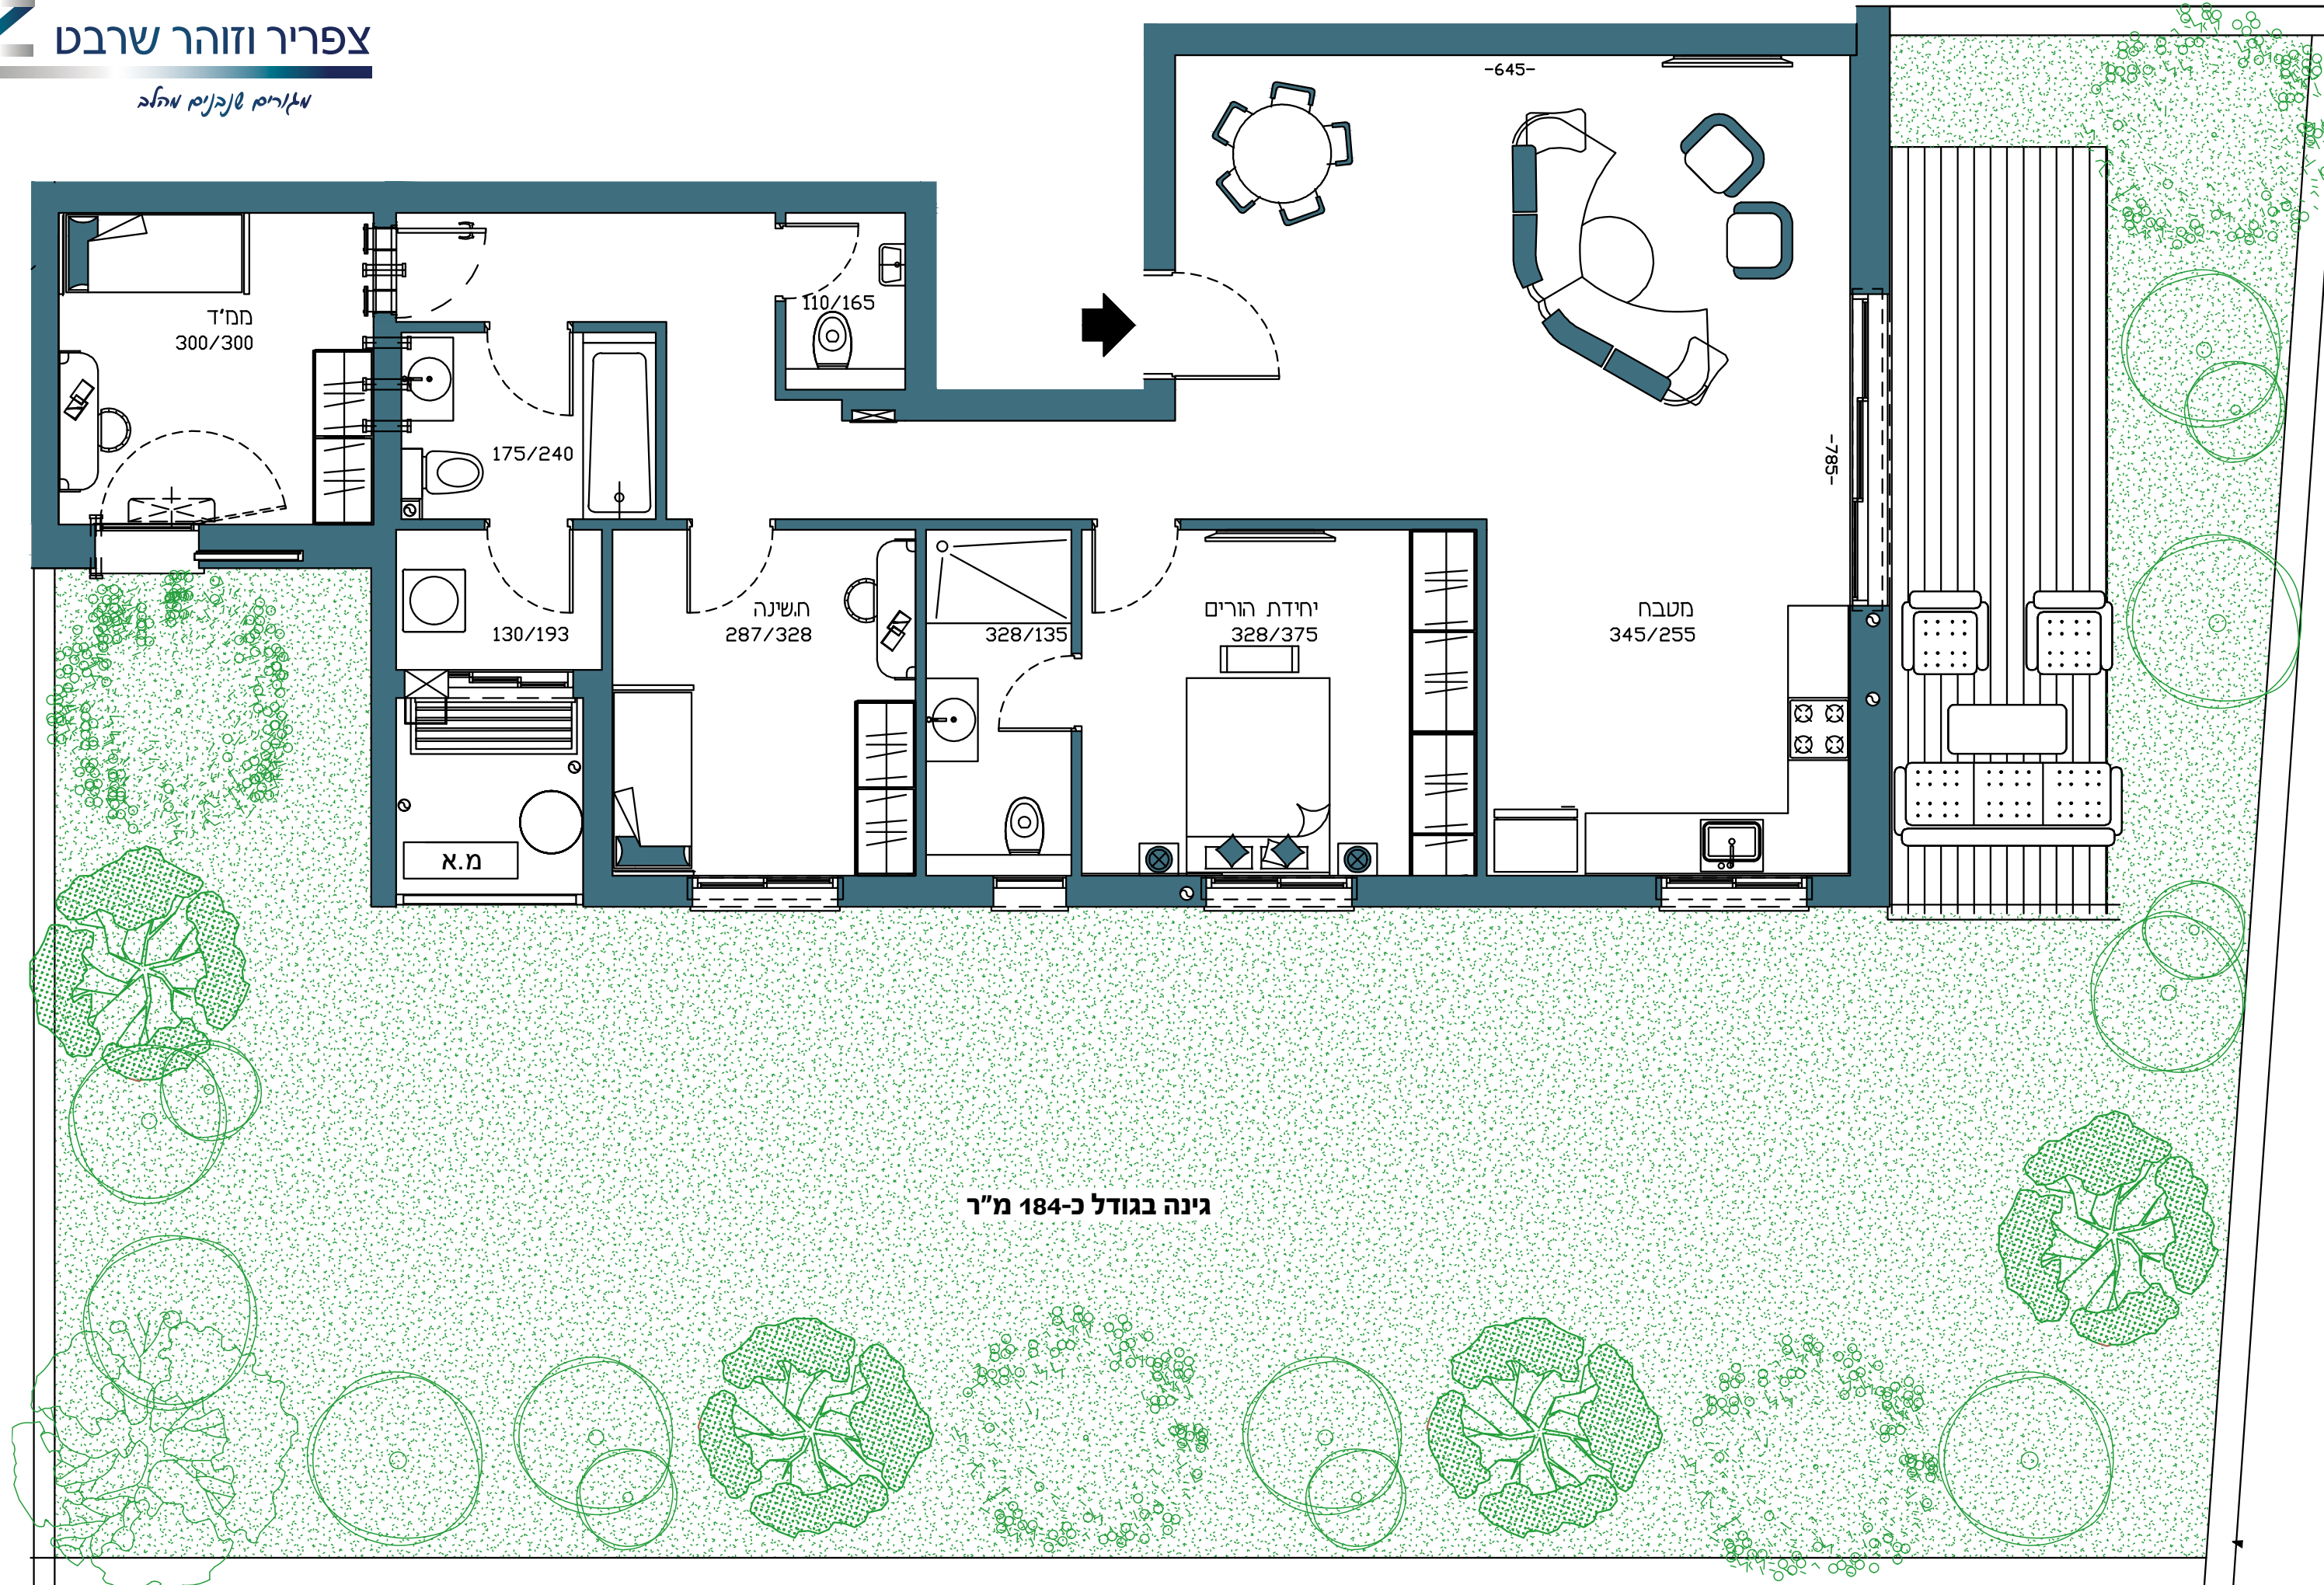 צפריר וזוהר שרבט
מגורים שנבנים מהלב
-645-
ממ'ד
300/300
110/165
175/240
-785-
130/193
ח.שינה
287/328
328/135
יחידת הורים
328/375
מטבח
345/255
מ.א
גינה בגודל כ-184 מ"ר